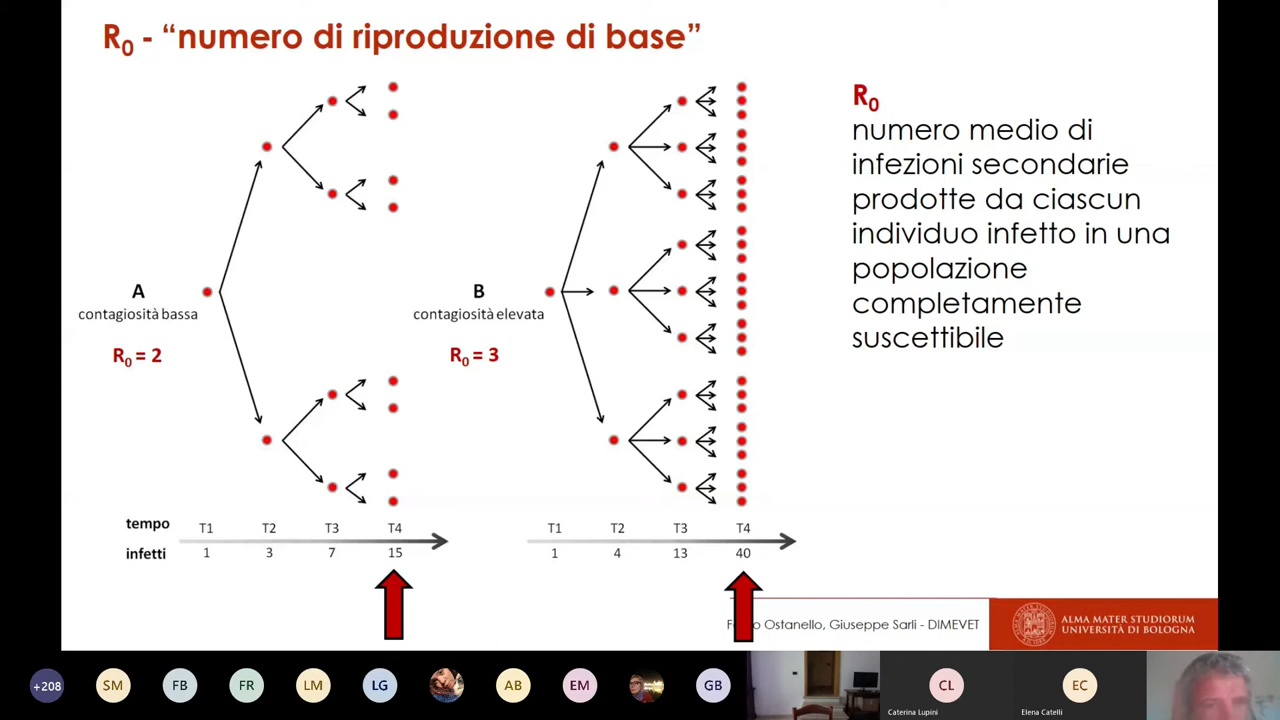 R₀ - “numero di riproduzione di base”
A
contagiosità bassa
R₀ = 2
B
contagiosità elevata
R₀ = 3
R₀
numero medio di
infezioni secondarie
prodotte da ciascun
individuo infetto in una
popolazione
completamente
suscettibile
tempo T1 T2 T3 T4
infetti 1 3 7 15
T1 T2 T3 T4
1 4 13 40
Ostanello, Giuseppe Sarli - DIMEVET
ALMA MATER STUDIORUM
UNIVERSITÀ DI BOLOGNA
+208 SM FB FR LM LG AB EM GB CL EC
Caterina Lupini
Elena Catelli